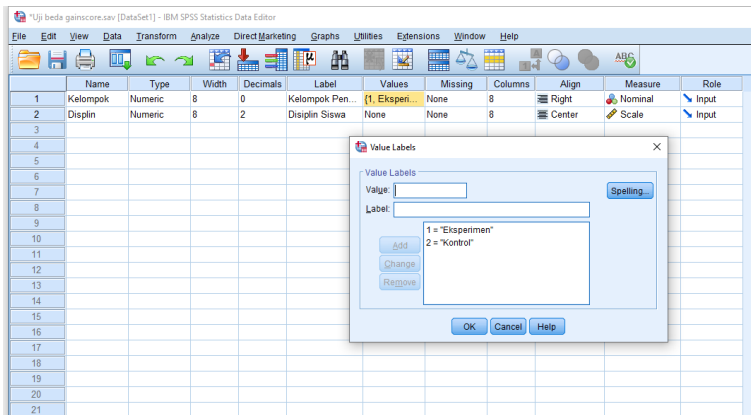 *Uji beda gainscore.sav [DataSet1] - IBM SPSS Statistics Data Editor
File Edit View Data Transform Analyze Direct Marketing Graphs Utilities Extensions Window Help
Name Type Width Decimals Label Values Missing Columns Align Measure Role
1 Kelompok Numeric 8 0 Kelompok Pen... {1, Eksperi... None 8 Right Nominal Input
2 Displin Numeric 8 2 Disiplin Siswa None None 8 Center Scale Input
3
4
5
6
7
8
9
10
11
12
13
14
15
16
17
18
19
20
21
Value Labels
Value Labels
Value:
Spelling...
Label:
1 = "Eksperimen"
2 = "Kontrol"
Add
Change
Remove
OK Cancel Help